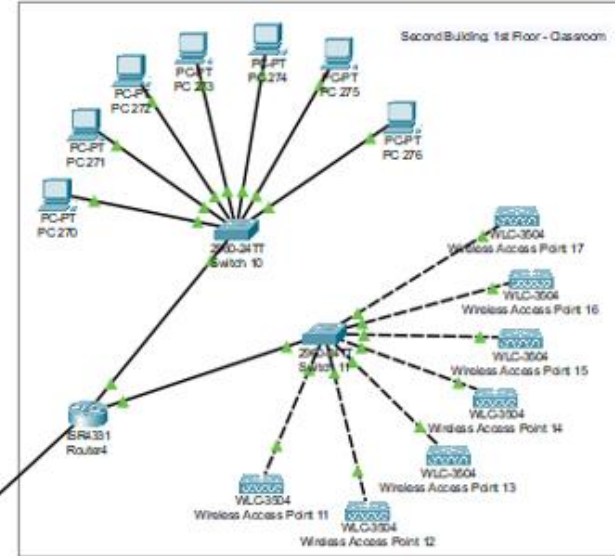 Second Building: 1st Floor - Classroom
PC-PT
PC 274
PC-PT
PC 273
PC-PT
PC 275
PC-PT
PC 272
PC-PT
PC 271
PC-PT
PC 276
PC-PT
PC 270
2960-24TT
Switch 10
WLC-3504
Wireless Access Point 17
WLC-3504
Wireless Access Point 16
2960-24TT
Switch 11
WLC-3504
Wireless Access Point 15
WLC-3504
Wireless Access Point 14
ISR4331
Router4
WLC-3504
Wireless Access Point 13
WLC-3504
Wireless Access Point 11
WLC-3504
Wireless Access Point 12